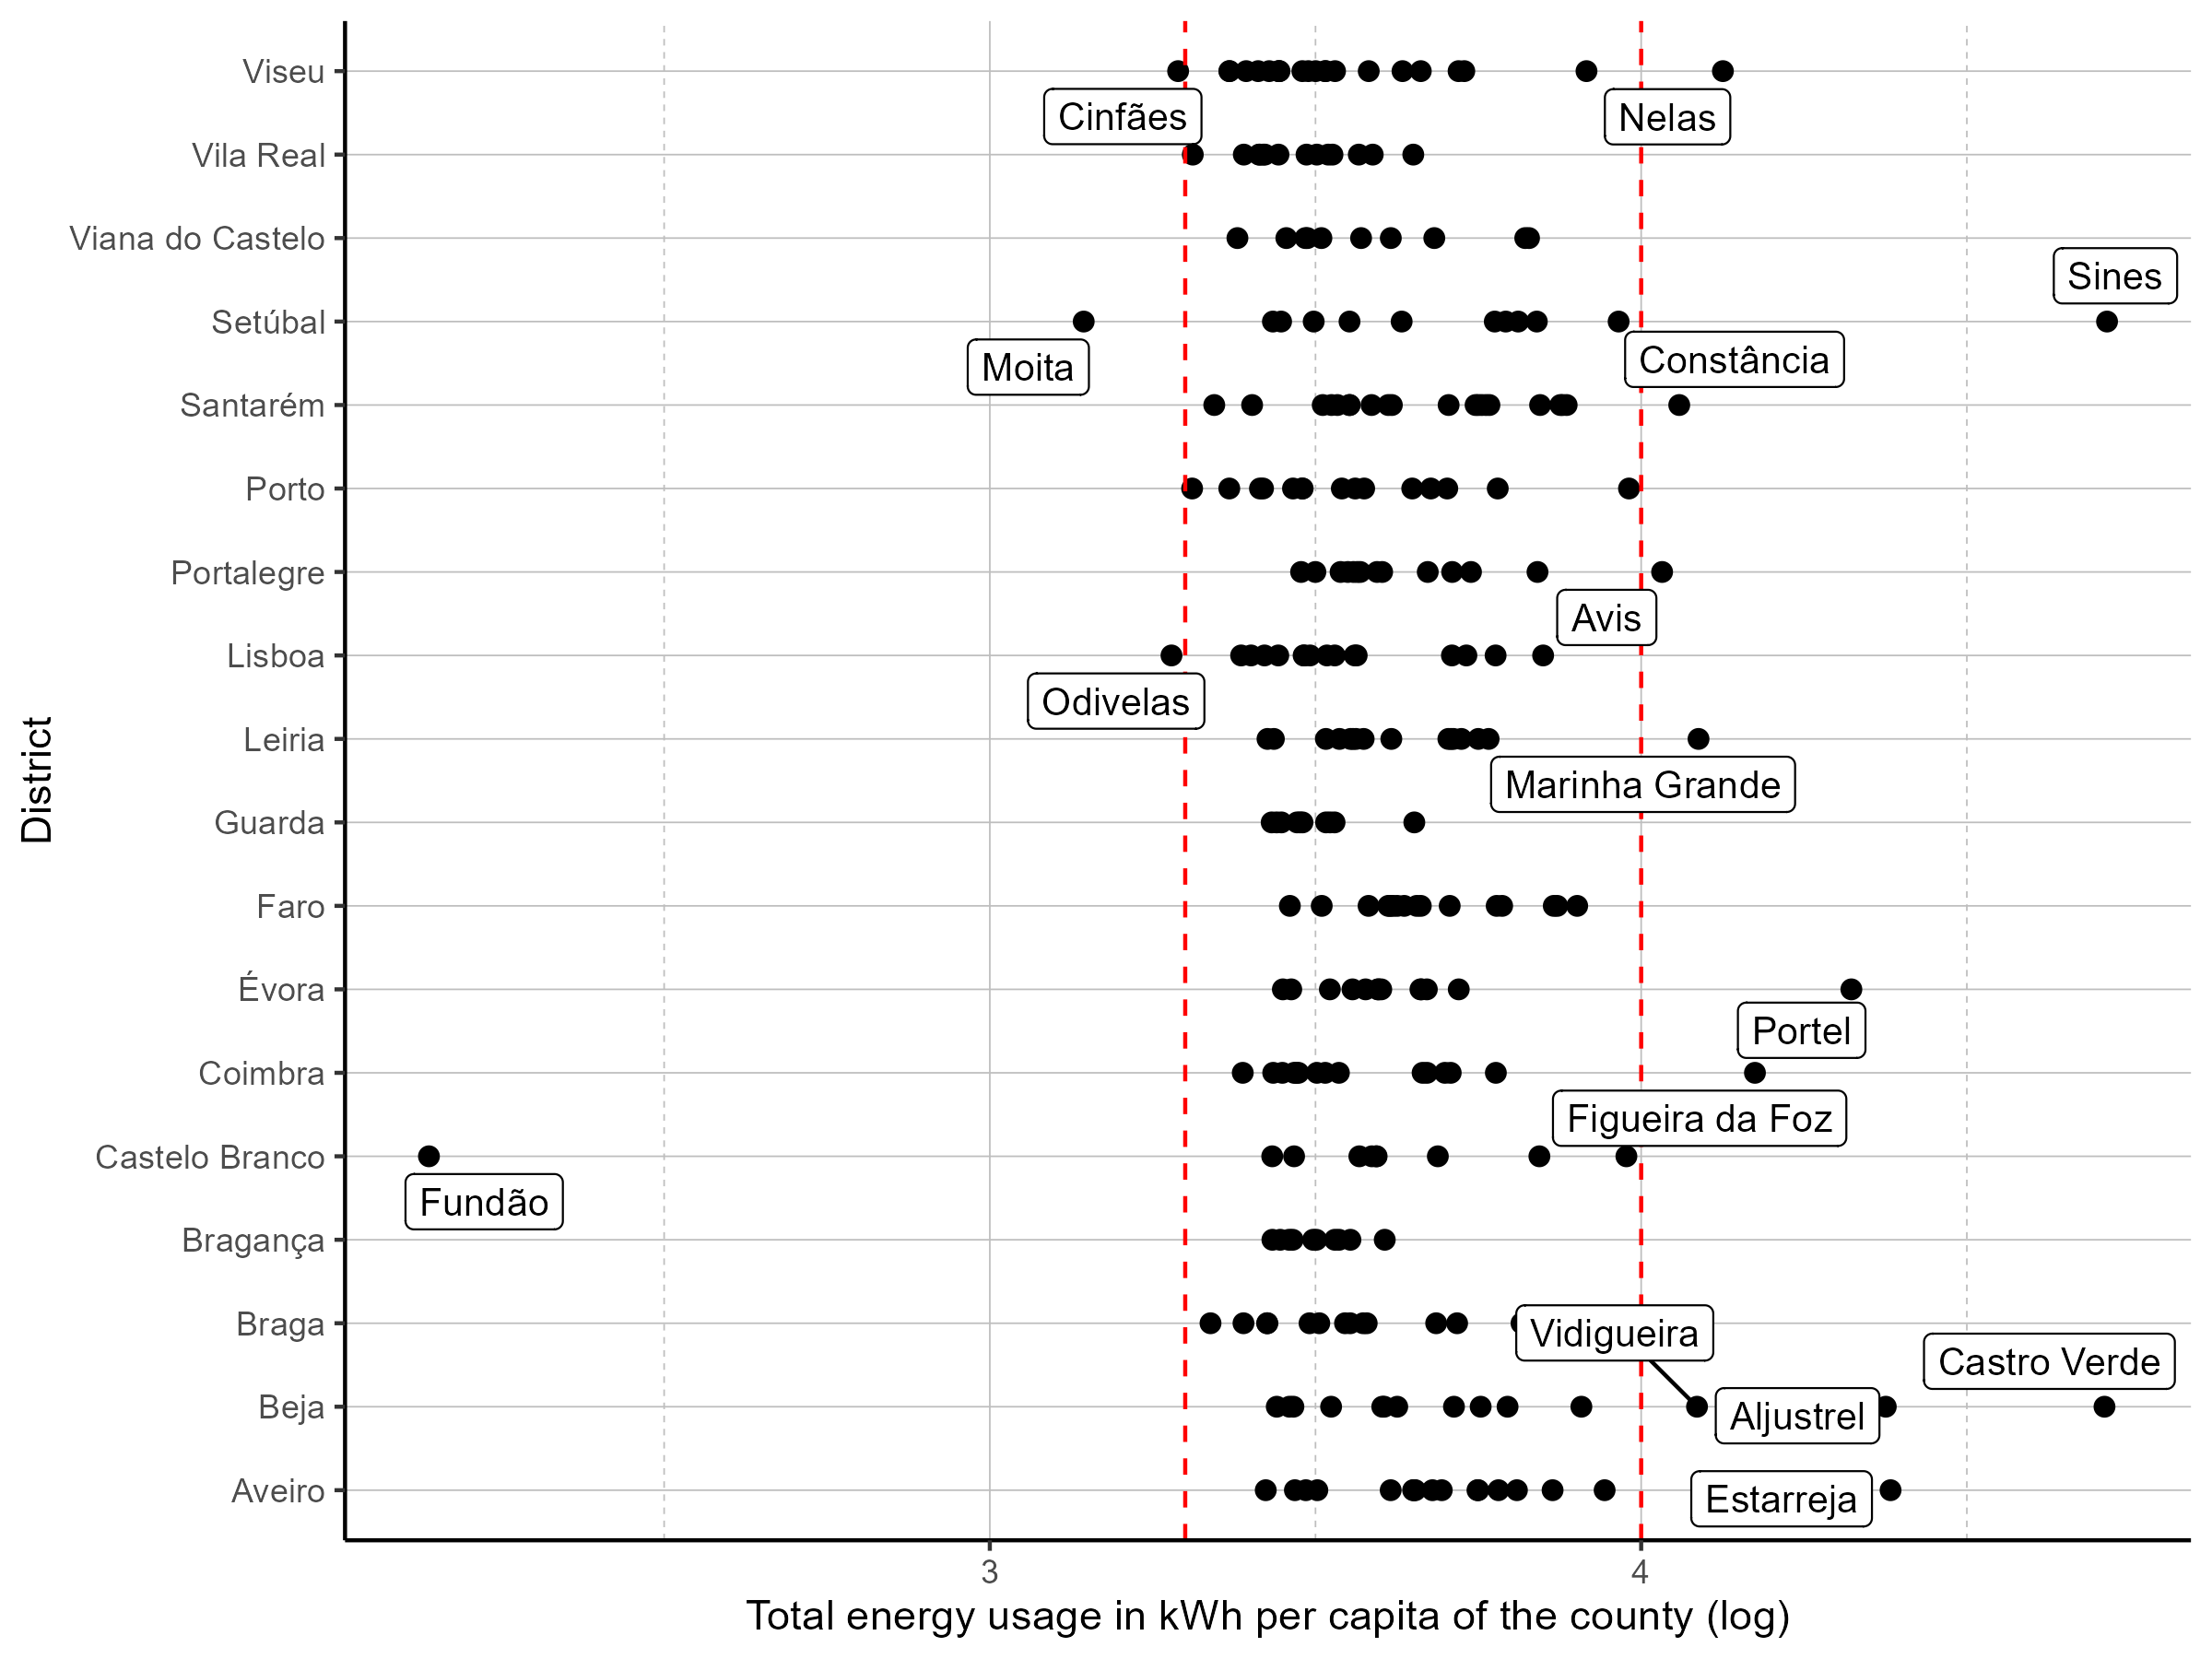 Viseu
Cinfães
Nelas
Vila Real
Viana do Castelo
Sines
Setúbal
Moita
Constância
Santarém
Porto
Portalegre
Avis
Lisboa
Odivelas
Leiria
Marinha Grande
Guarda
Faro
Évora
Portel
Coimbra
Figueira da Foz
Castelo Branco
Fundão
Bragança
Braga
Vidigueira
Castro Verde
Beja
Aljustrel
Aveiro
Estarreja
District
3
4
Total energy usage in kWh per capita of the county (log)